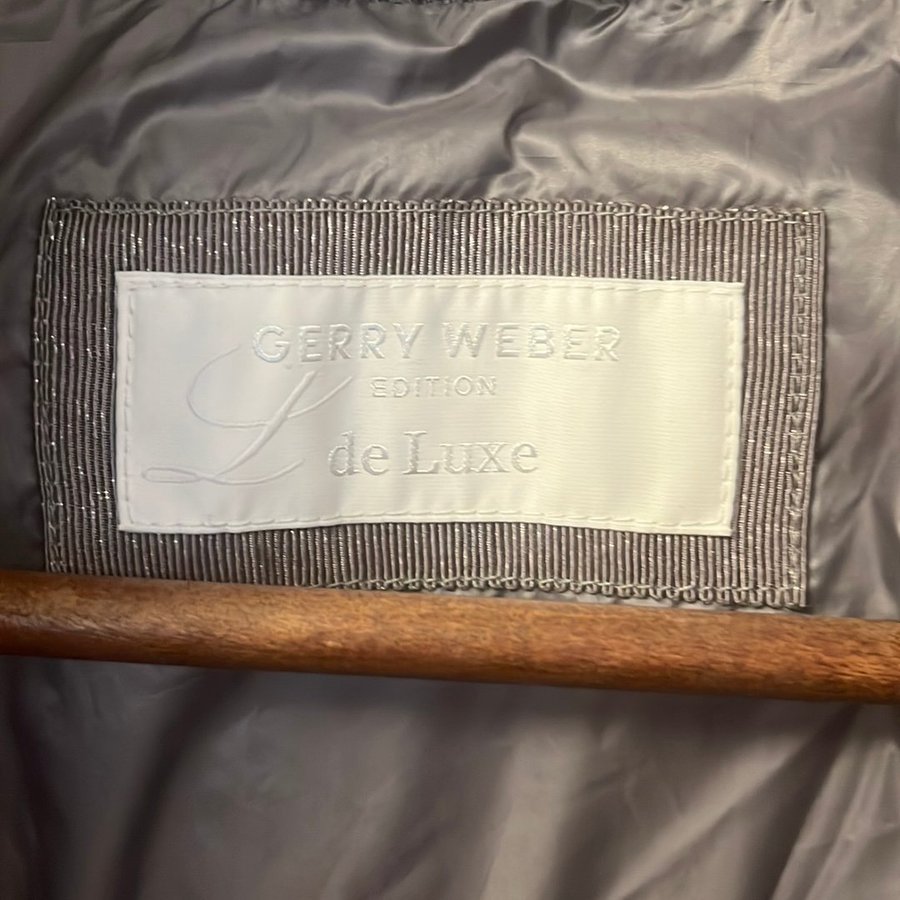 GERRY WEBER
EDITION
L
de Luxe